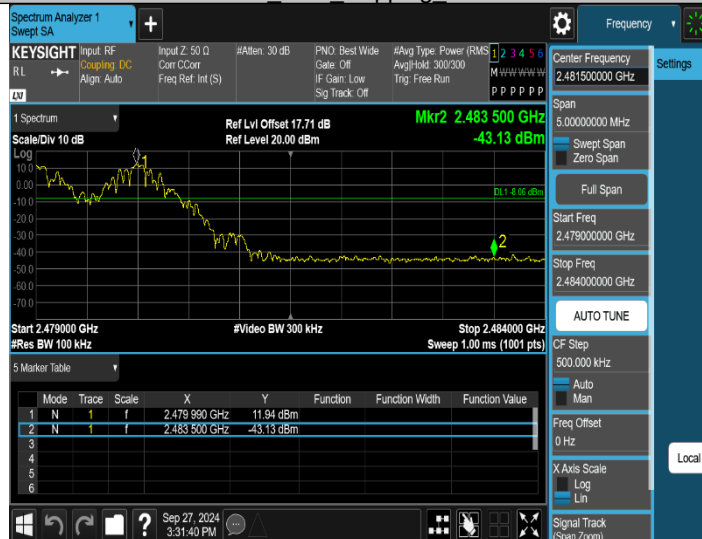 Spectrum Analyzer 1
Swept SA
Frequency
KEYSIGHT
RL
LXI
Input: RF
Coupling: DC
Align: Auto
Input Z: 50 Ω
Corr CCorr
Freq Ref: Int (S)
#Atten: 30 dB
PNO: Best Wide
Gate: Off
IF Gain: Low
Sig Track: Off
#Avg Type: Power (RMS
Avg|Hold: 300/300
Trig: Free Run
1 2 3 4 5 6
M W W W W W
P P P P P P
1 Spectrum
Scale/Div 10 dB
Ref Lvl Offset 17.71 dB
Ref Level 20.00 dBm
Mkr2 2.483 500 GHz
-43.13 dBm
Log
10.0
0.00
-10.0
-20.0
-30.0
-40.0
-50.0
-60.0
-70.0
1
DL1 -8.06 dBm
2
Start 2.479000 GHz
#Video BW 300 kHz
Stop 2.484000 GHz
#Res BW 100 kHz
Sweep 1.00 ms (1001 pts)
5 Marker Table
Mode Trace Scale X Y Function Function Width Function Value
1 N 1 f 2.479 990 GHz 11.94 dBm
2 N 1 f 2.483 500 GHz -43.13 dBm
3
4
5
6
Sep 27, 2024
3:31:40 PM
Center Frequency
2.481500000 GHz
Span
5.00000000 MHz
Swept Span
Zero Span
Full Span
Start Freq
2.479000000 GHz
Stop Freq
2.484000000 GHz
AUTO TUNE
CF Step
500.000 kHz
Auto
Man
Freq Offset
0 Hz
X Axis Scale
Log
Lin
Signal Track
(Span Zoom)
Settings
Local